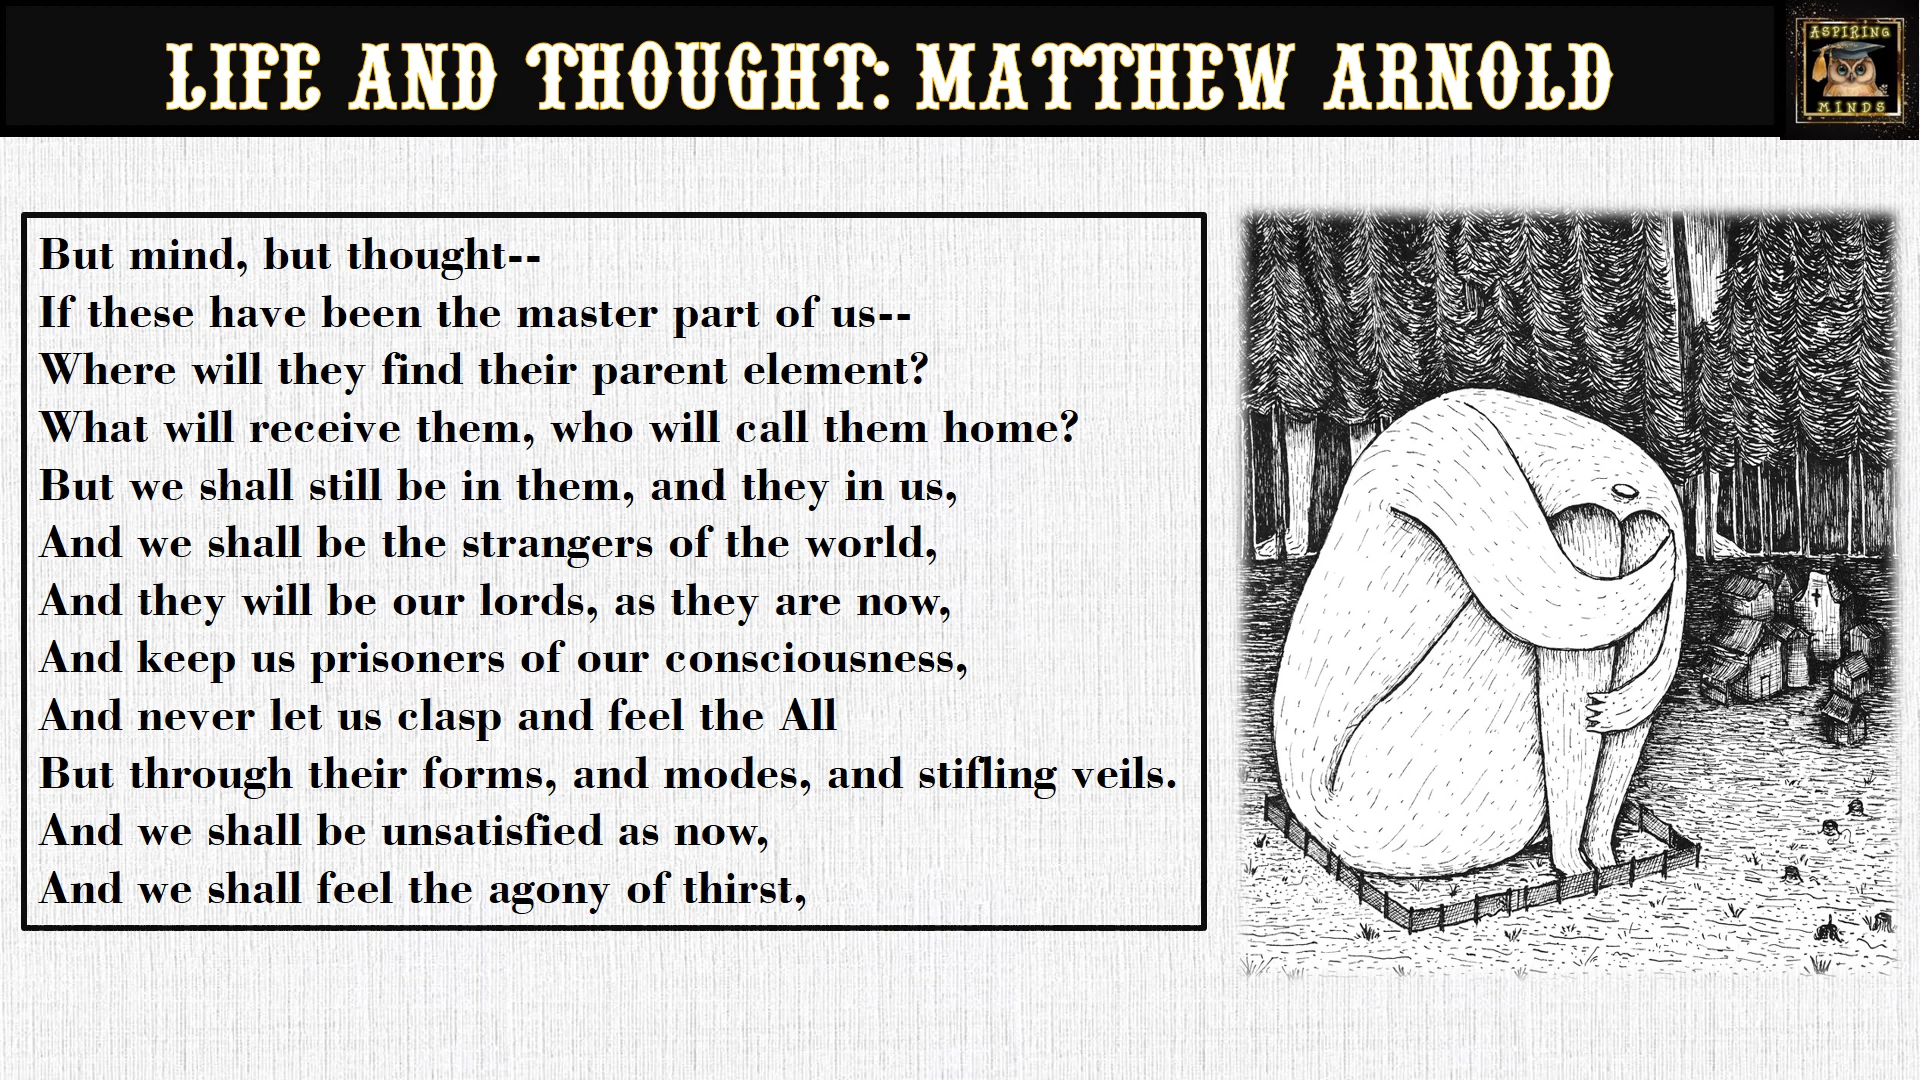 LIFE AND THOUGHT: MATTHEW ARNOLD
ASPIRING
MINDS
But mind, but thought--
If these have been the master part of us--
Where will they find their parent element?
What will receive them, who will call them home?
But we shall still be in them, and they in us,
And we shall be the strangers of the world,
And they will be our lords, as they are now,
And keep us prisoners of our consciousness,
And never let us clasp and feel the All
But through their forms, and modes, and stifling veils.
And we shall be unsatisfied as now,
And we shall feel the agony of thirst,